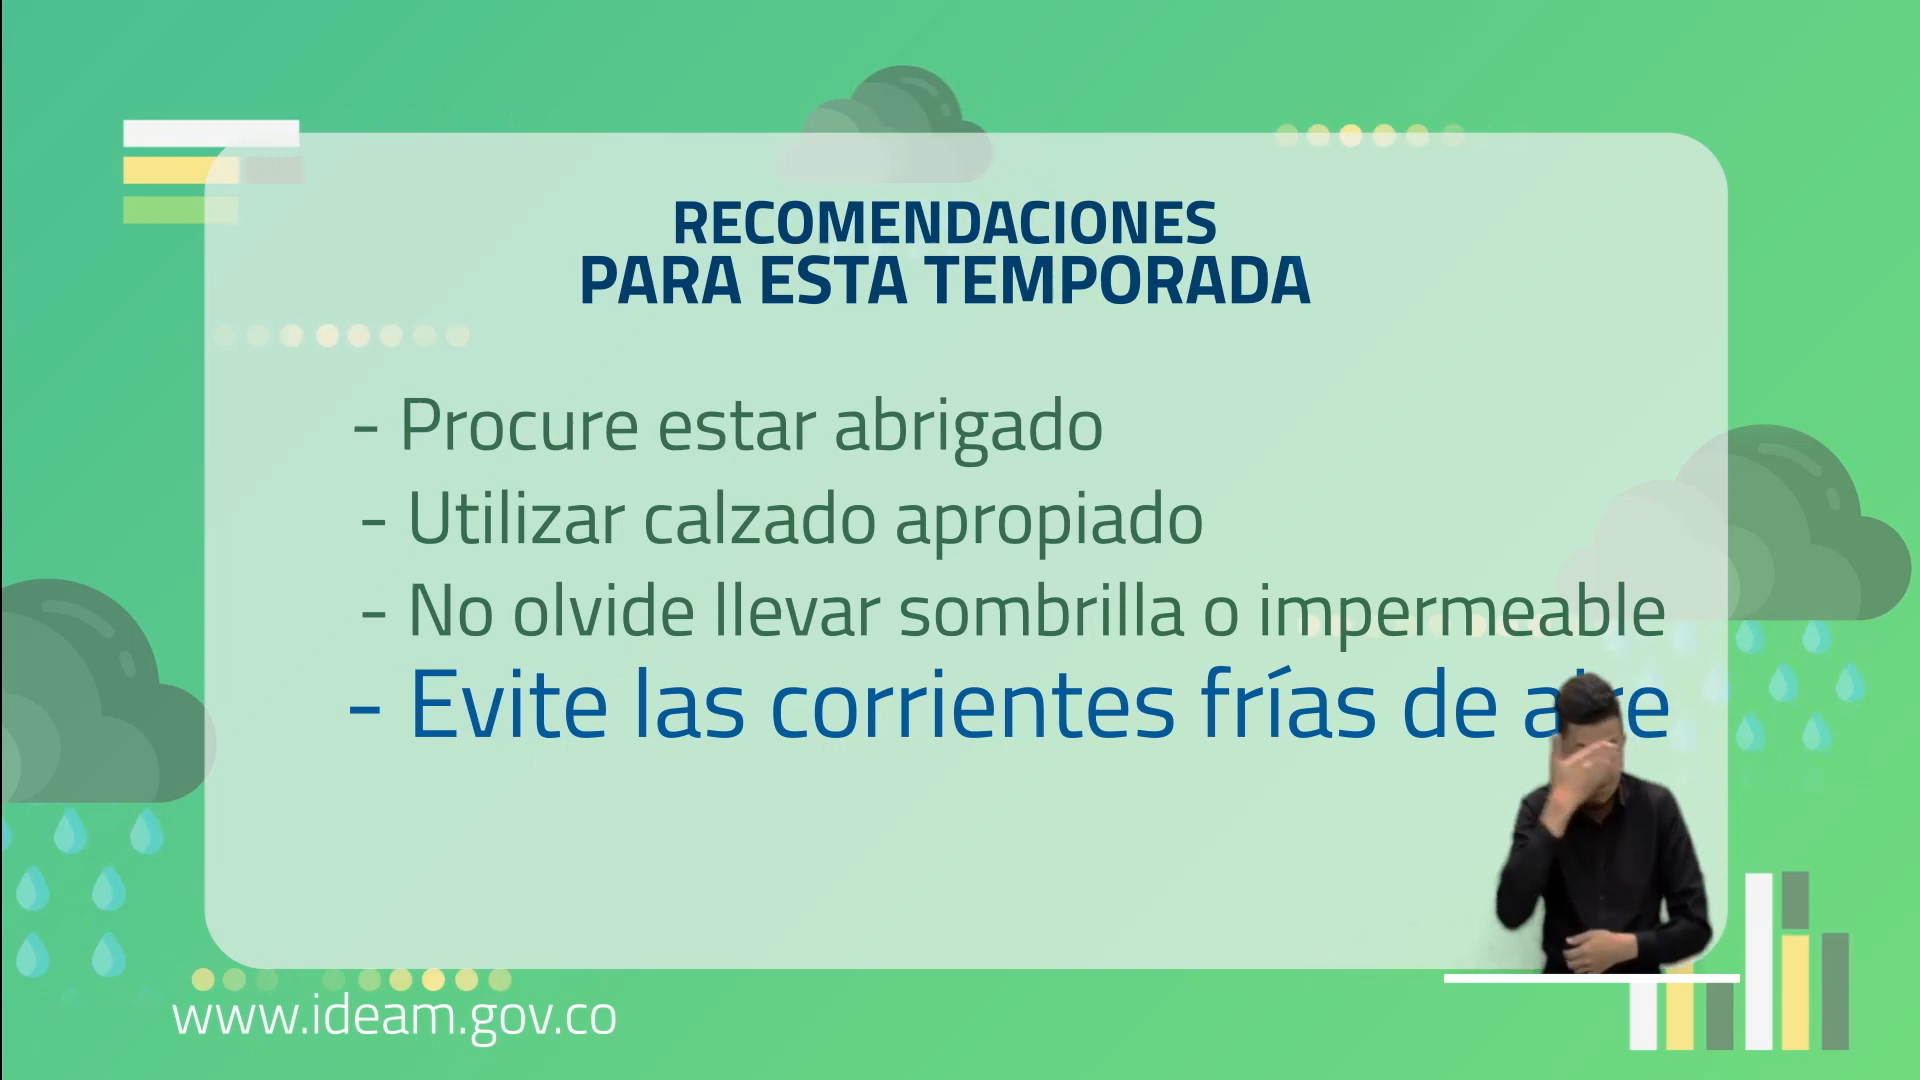 RECOMENDACIONES
PARA ESTA TEMPORADA
- Procure estar abrigado
- Utilizar calzado apropiado
- No olvide llevar sombrilla o impermeable
- Evite las corrientes frías de aire
www.ideam.gov.co